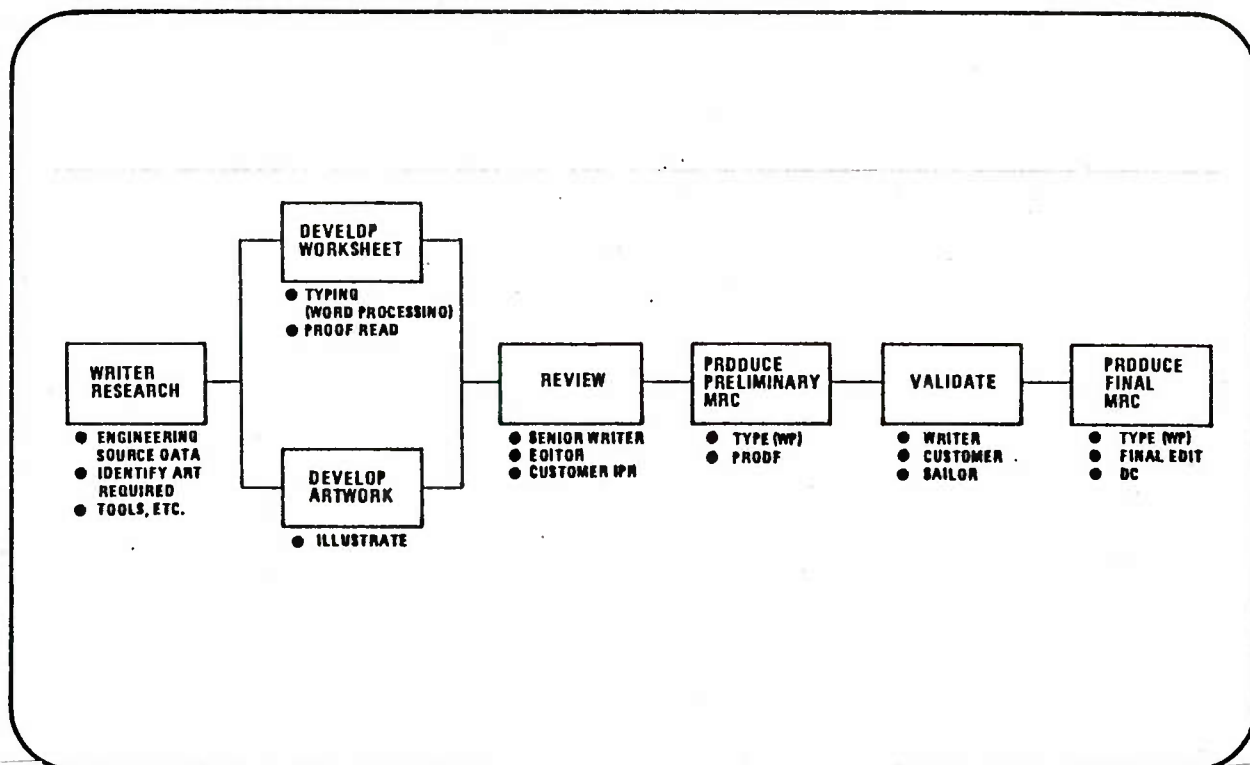 WRITER
RESEARCH
● ENGINEERING
SOURCE DATA
● IDENTIFY ART
REQUIRED
● TOOLS, ETC.
DEVELOP
WORKSHEET
● TYPING
(WORD PROCESSING)
● PROOF READ
DEVELOP
ARTWORK
● ILLUSTRATE
REVIEW
● SENIOR WRITER
● EDITOR
● CUSTOMER IPR
PRODUCE
PRELIMINARY
MRC
● TYPE (WP)
● PROOF
VALIDATE
● WRITER
● CUSTOMER
● SAILOR
PRODUCE
FINAL
MRC
● TYPE (WP)
● FINAL EDIT